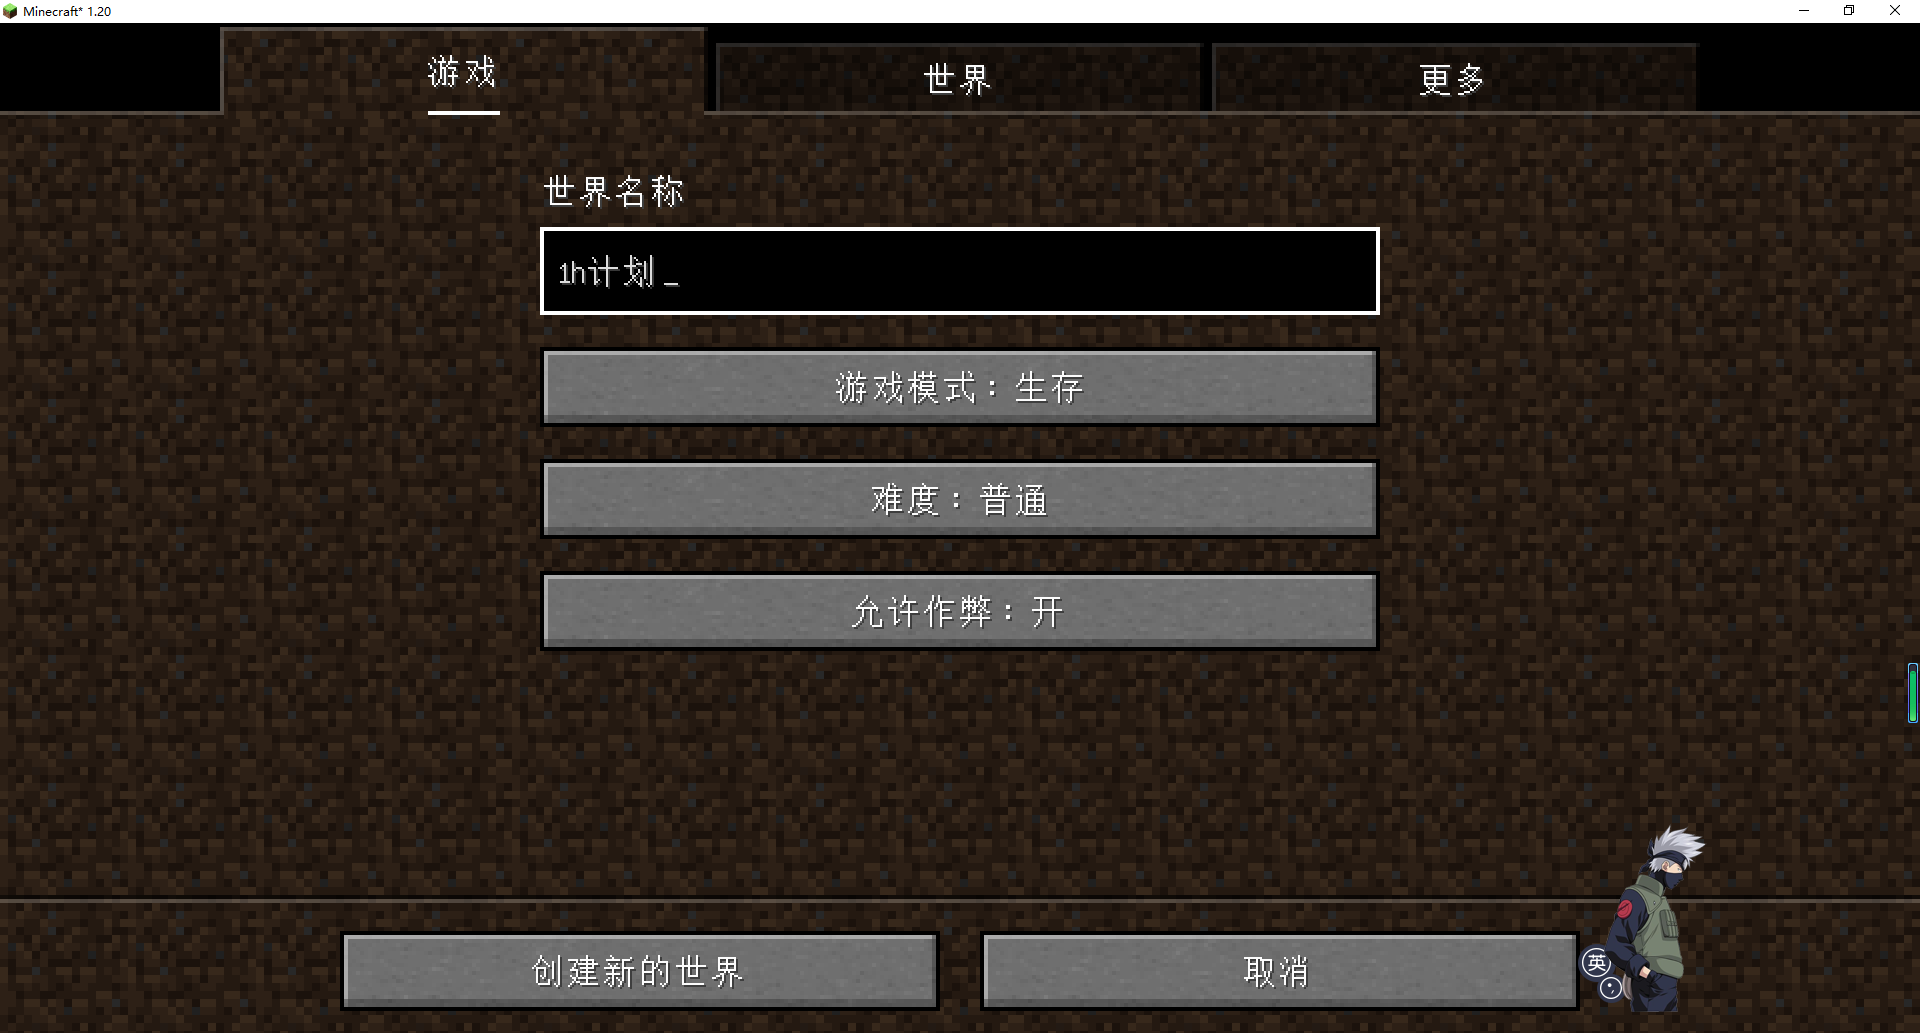 Minecraft* 1.20
游戏
世界
更多
世界名称
1h计划_
游戏模式：生存
难度：普通
允许作弊：开
创建新的世界
取消
英